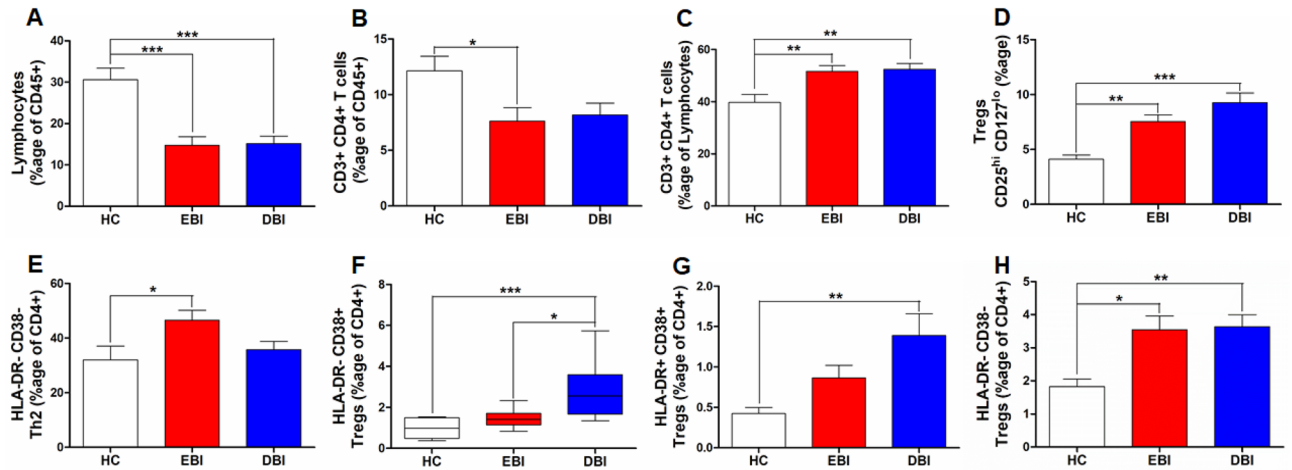 A
Lymphocytes
(%age of CD45+)
40
30
20
10
0
***
***
HC EBI DBI
B
CD3+ CD4+ T cells
(%age of CD45+)
15
10
5
0
*
HC EBI DBI
C
CD3+ CD4+ T cells
(%age of Lymphocytes)
60
40
20
0
**
**
HC EBI DBI
D
Tregs
CD25hi CD127lo (%age)
15
10
5
0
***
**
HC EBI DBI
E
HLA-DR- CD38-
Th2 (%age of CD4+)
60
40
20
0
*
HC EBI DBI
F
HLA-DR- CD38+
Tregs (%age of CD4+)
8
6
4
2
0
***
*
HC EBI DBI
G
HLA-DR+ CD38+
Tregs (%age of CD4+)
2.0
1.5
1.0
0.5
0.0
**
HC EBI DBI
H
HLA-DR- CD38-
Tregs (%age of CD4+)
5
4
3
2
1
0
**
*
HC EBI DBI